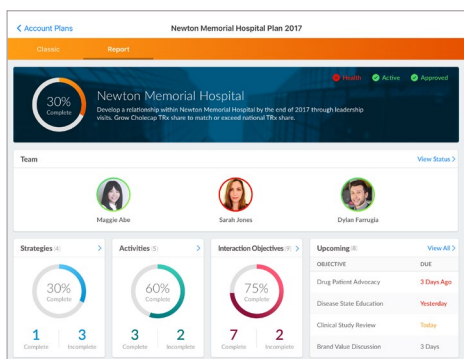 Account Plans
Newton Memorial Hospital Plan 2017
Classic
Report
Health
Active
Approved
30%
Complete
Newton Memorial Hospital
Develop a relationship within Newton Memorial Hospital by the end of 2017 through leadership
visits. Grow Cholecap TRx share to match or exceed national TRx share.
Team
View Status
Maggie Abe
Sarah Jones
Dylan Farrugia
Strategies (4)
30%
Complete
1
Complete
3
Incomplete
Activities (5)
60%
Complete
3
Complete
2
Incomplete
Interaction Objectives (9)
75%
Complete
7
Complete
2
Incomplete
Upcoming (8)
View All
OBJECTIVE
DUE
Drug Patient Advocacy
3 Days Ago
Disease State Education
Yesterday
Clinical Study Review
Today
Brand Value Discussion
3 Days